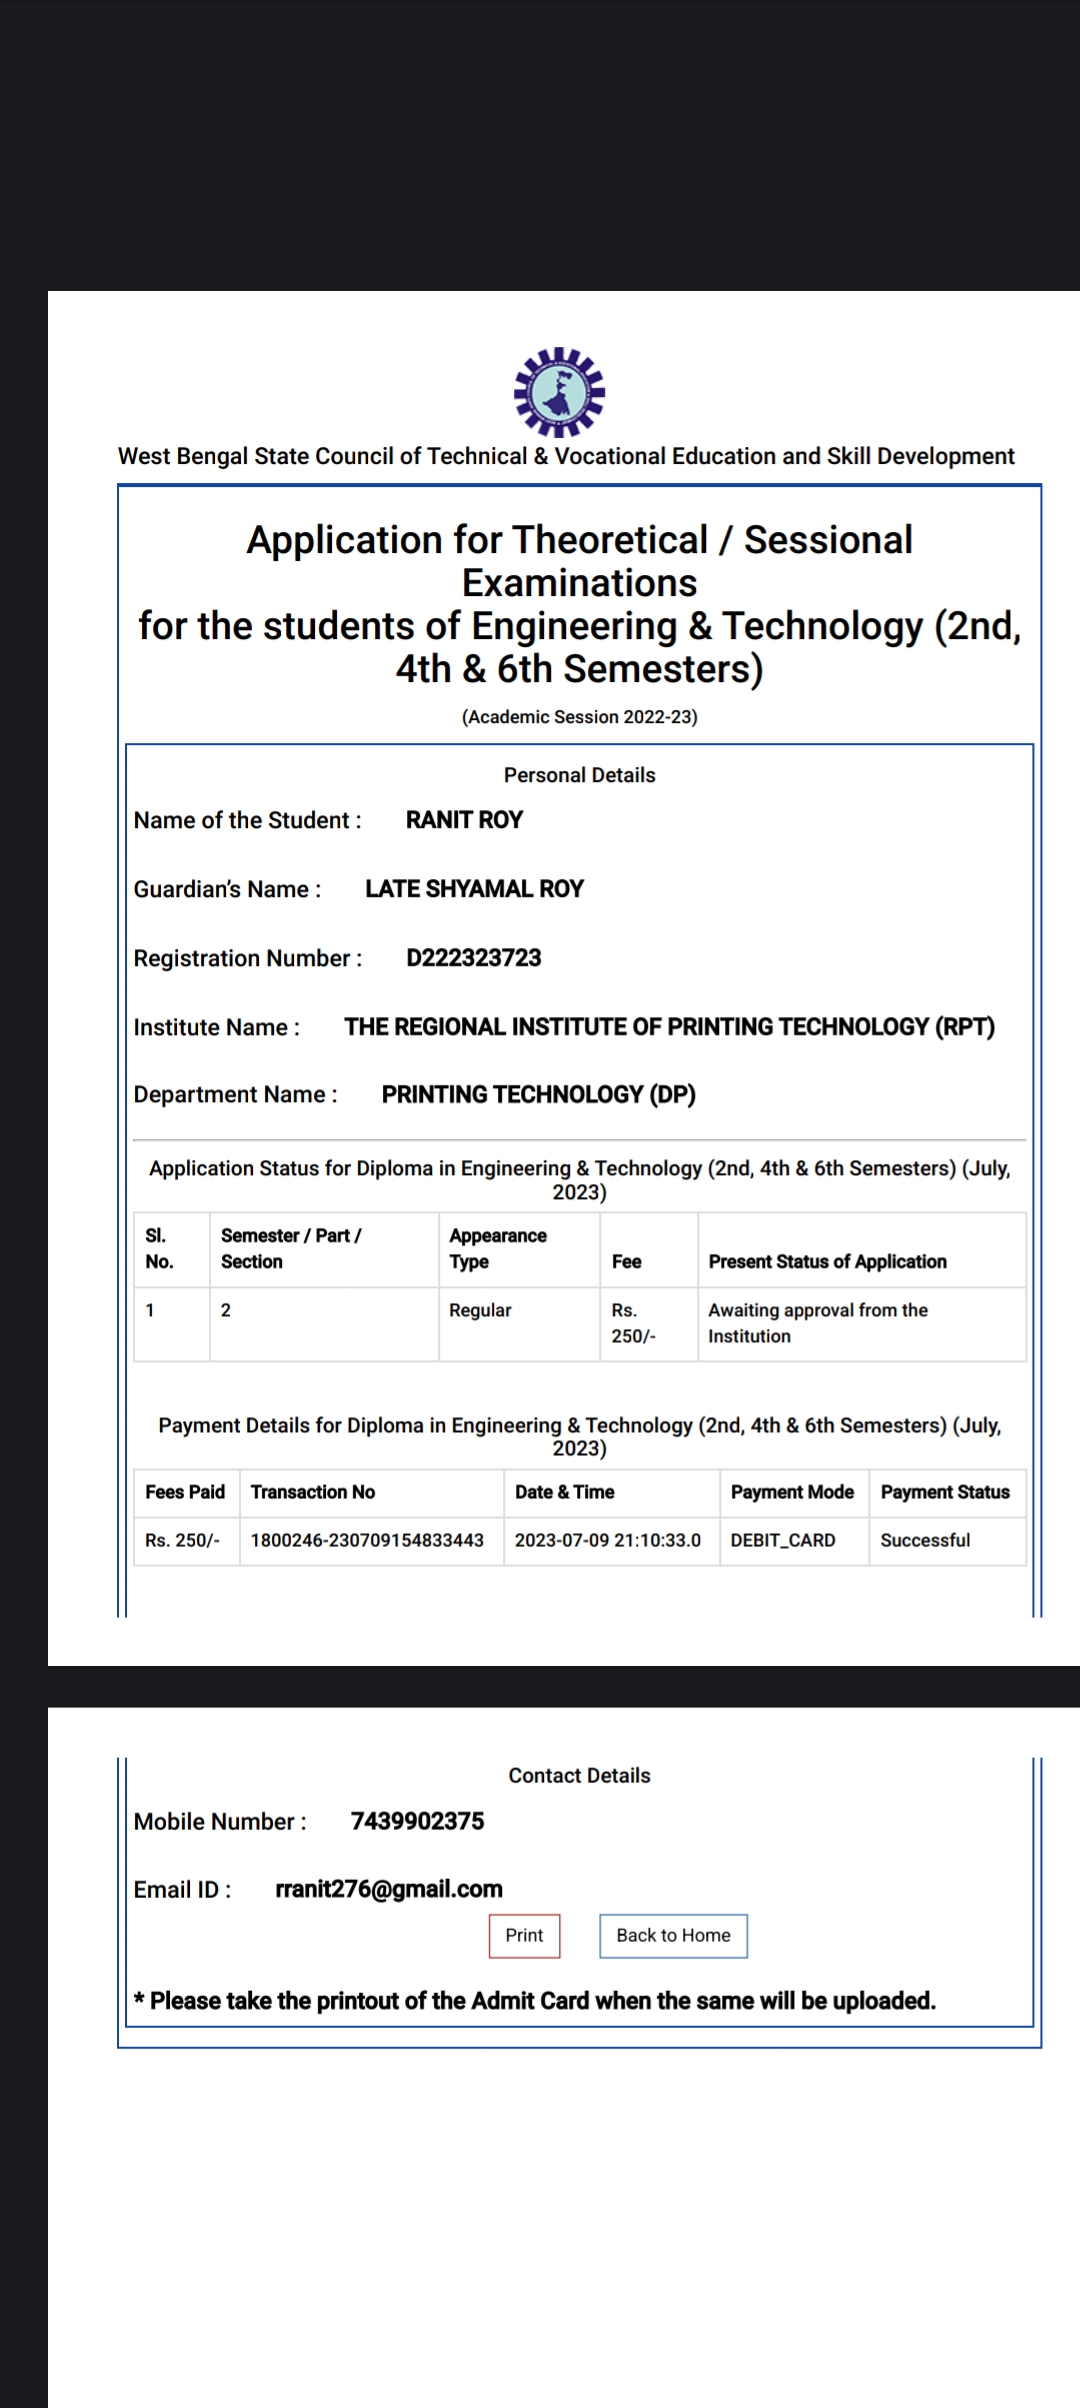 West Bengal State Council of Technical & Vocational Education and Skill Development
Application for Theoretical / Sessional
Examinations
for the students of Engineering & Technology (2nd,
4th & 6th Semesters)
(Academic Session 2022-23)
Personal Details
Name of the Student : RANIT ROY
Guardian's Name : LATE SHYAMAL ROY
Registration Number : D222323723
Institute Name : THE REGIONAL INSTITUTE OF PRINTING TECHNOLOGY (RPT)
Department Name : PRINTING TECHNOLOGY (DP)
Application Status for Diploma in Engineering & Technology (2nd, 4th & 6th Semesters) (July,
2023)
Sl. Semester / Part / Appearance
No. Section Type Fee Present Status of Application
1 2 Regular Rs. Awaiting approval from the
250/- Institution
Payment Details for Diploma in Engineering & Technology (2nd, 4th & 6th Semesters) (July,
2023)
Fees Paid Transaction No Date & Time Payment Mode Payment Status
Rs. 250/- 1800246-230709154833443 2023-07-09 21:10:33.0 DEBIT_CARD Successful
Contact Details
Mobile Number : 7439902375
Email ID : rranit276@gmail.com
Print Back to Home
* Please take the printout of the Admit Card when the same will be uploaded.